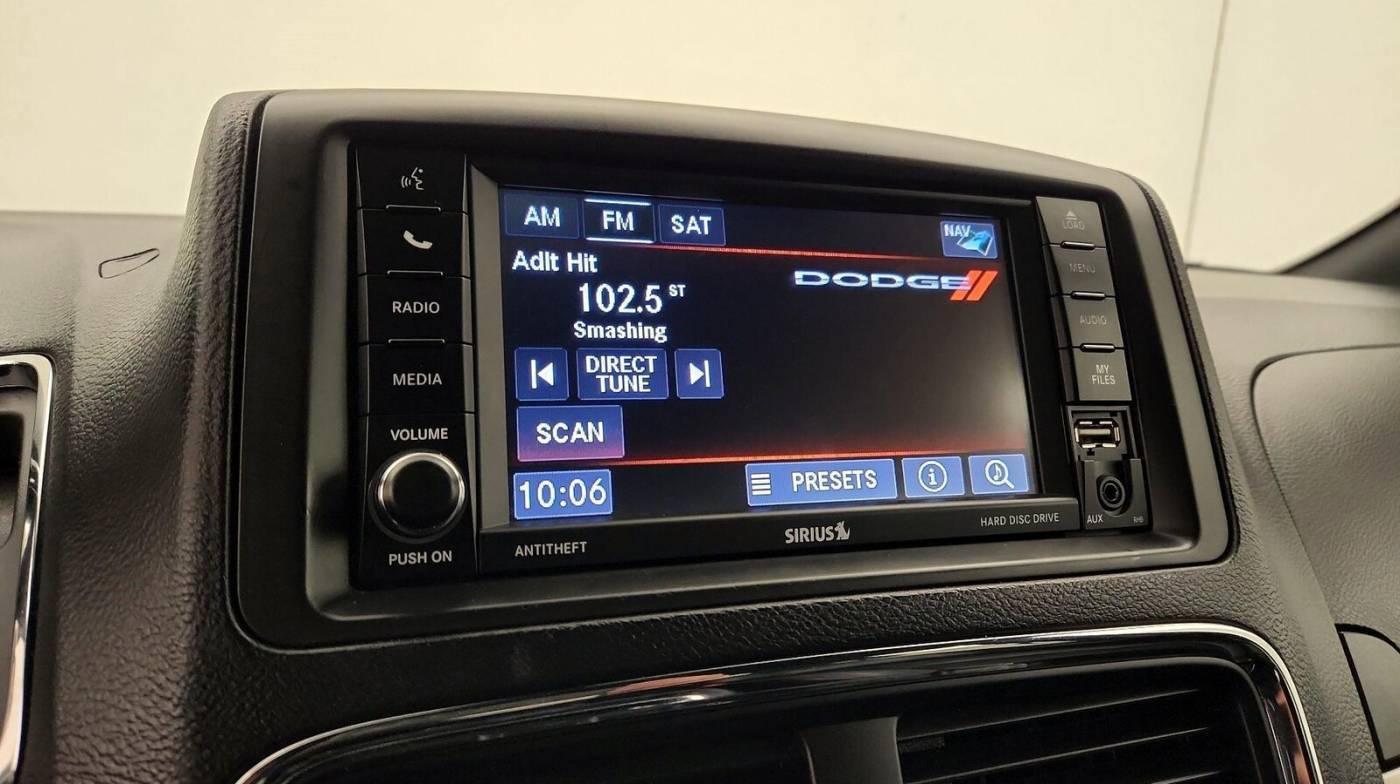 AM FM SAT
NAV
Adlt Hit
DODGE
102.5 ST
Smashing
DIRECT
TUNE
SCAN
10:06
PRESETS
RADIO
MEDIA
VOLUME
PUSH ON
ANTITHEFT
SIRIUS
HARD DISC DRIVE
LOAD
MENU
AUDIO
MY
FILES
AUX
RHB